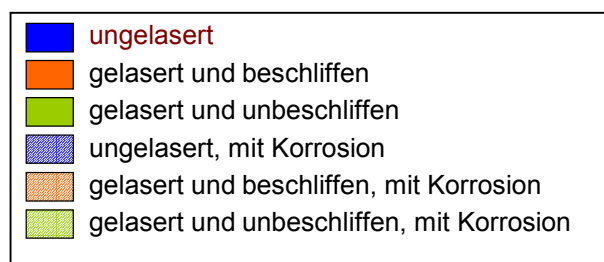 ungelasert
gelasert und beschliffen
gelasert und unbeschliffen
ungelasert, mit Korrosion
gelasert und beschliffen, mit Korrosion
gelasert und unbeschliffen, mit Korrosion